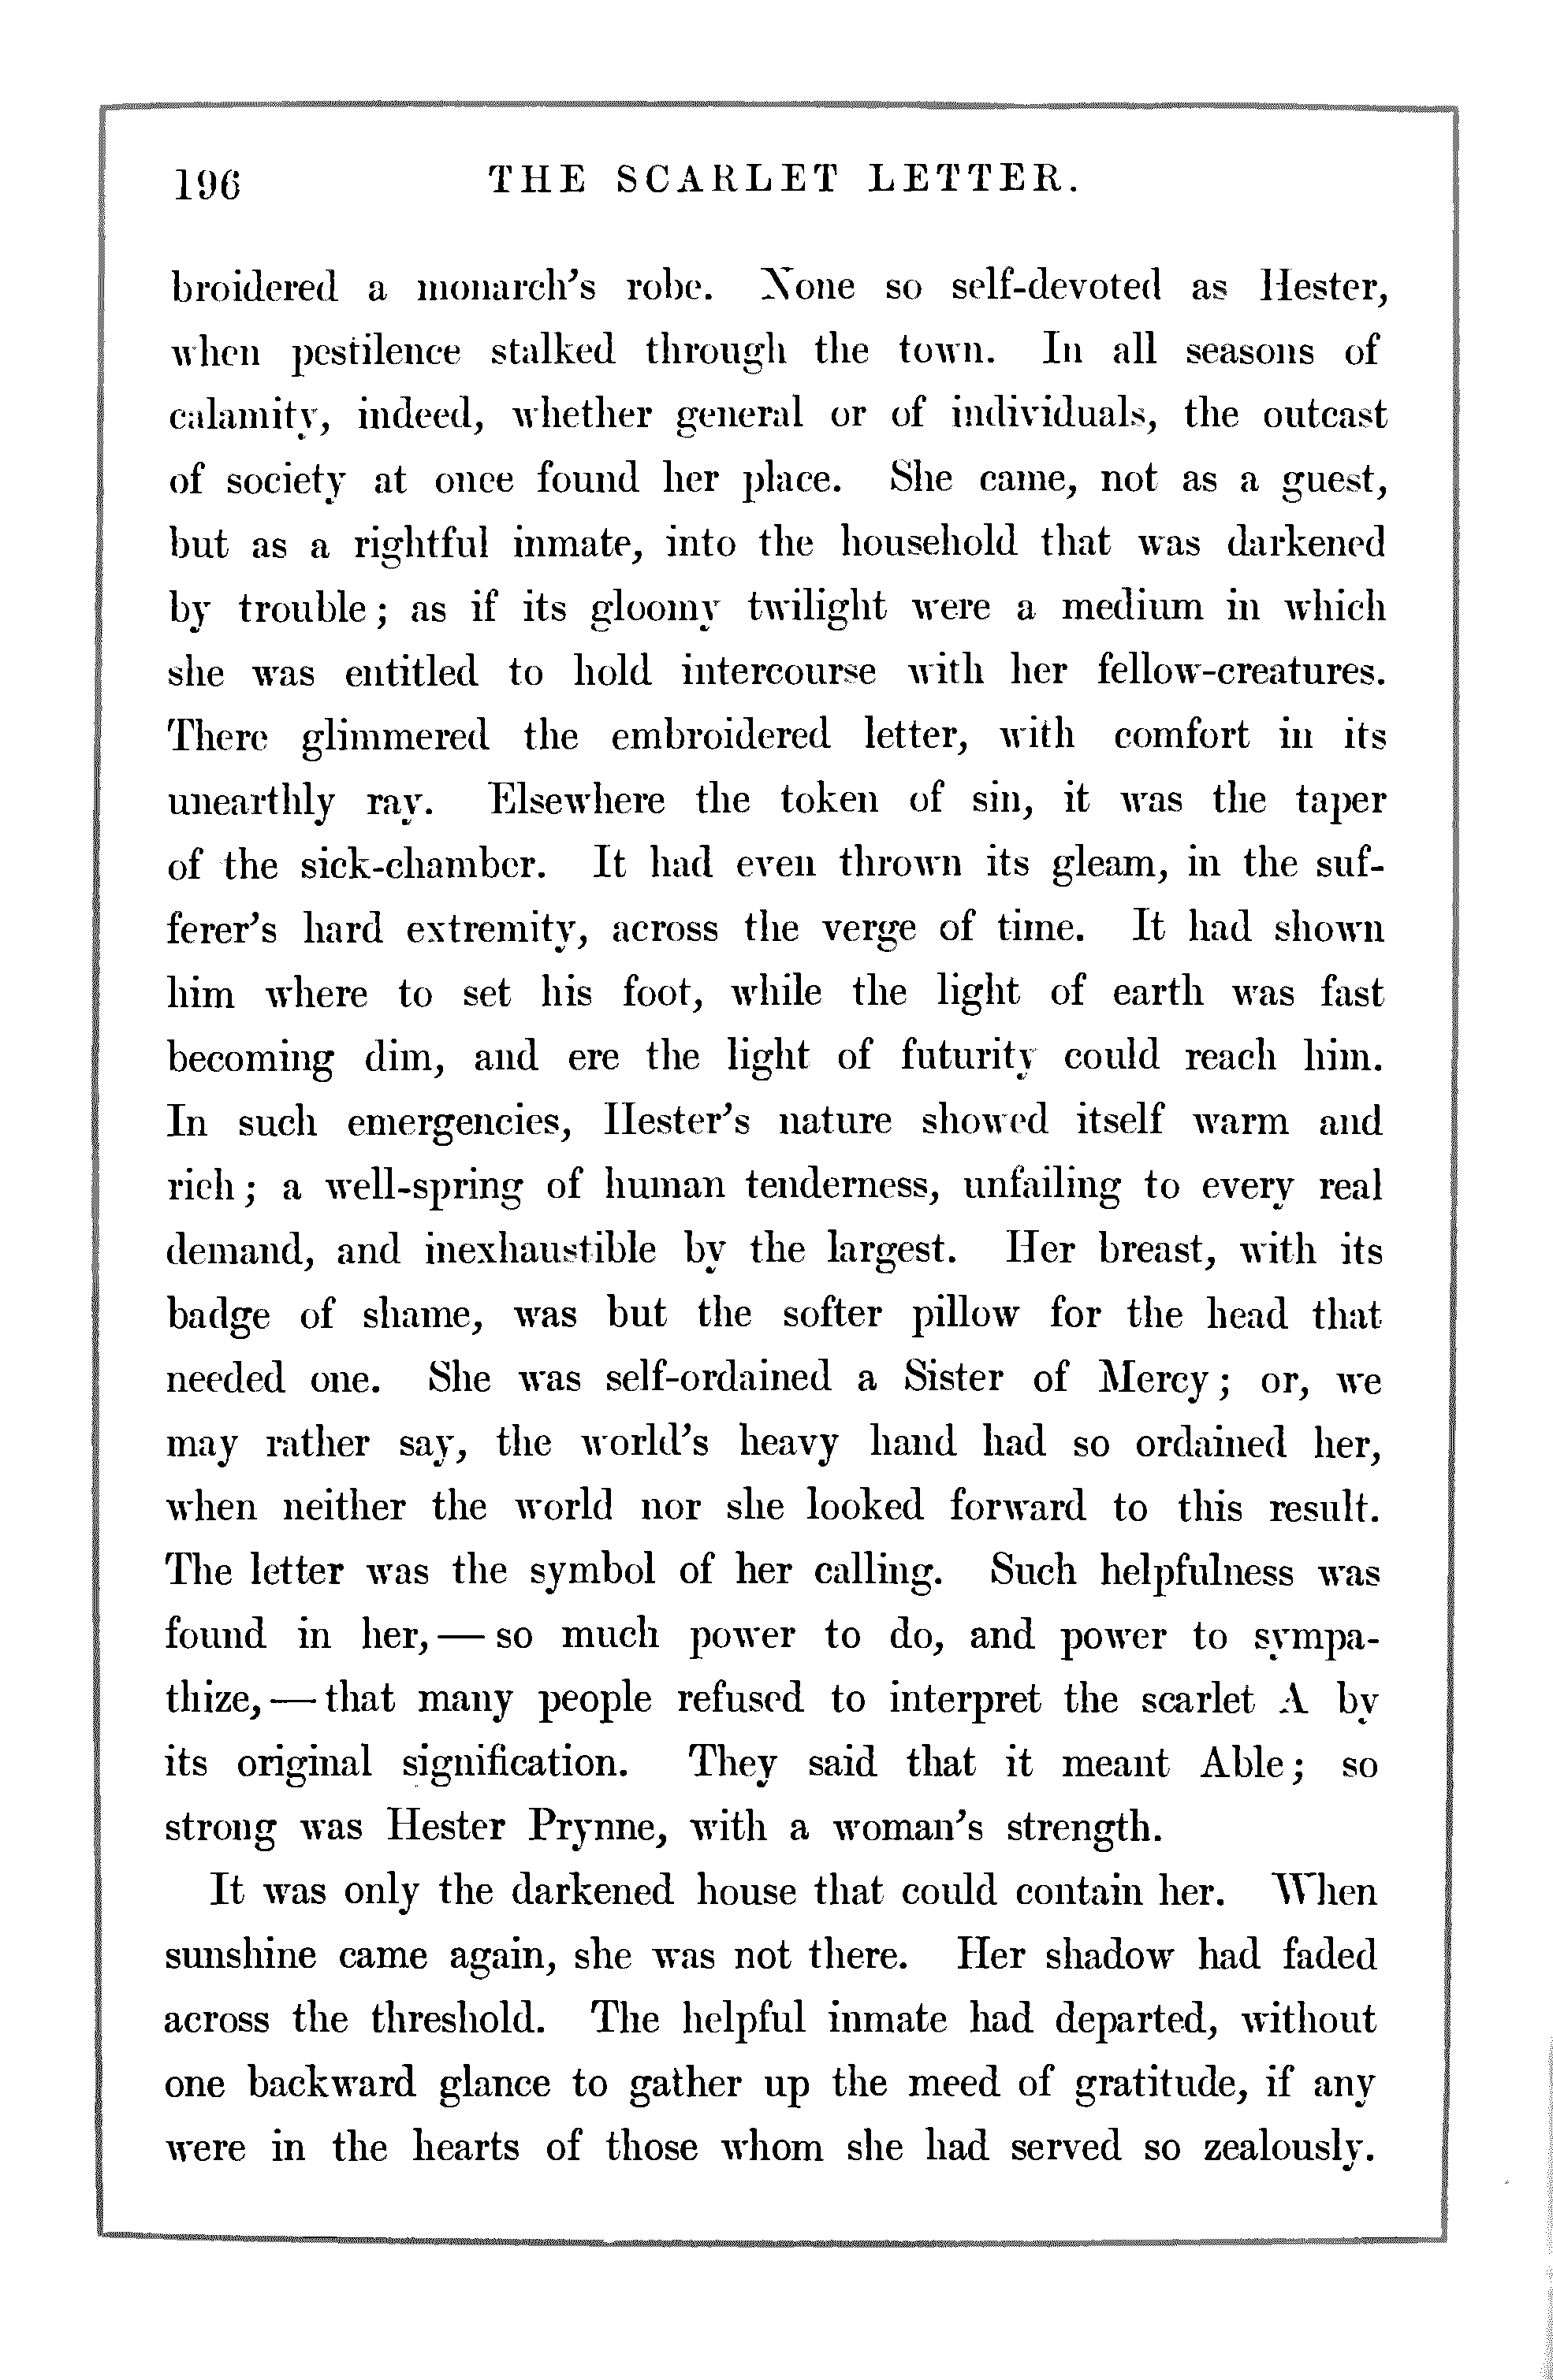 196 THE SCARLET LETTER.
broidered a monarch's robe. None so self-devoted as Hester,
when pestilence stalked through the town. In all seasons of
calamity, indeed, whether general or of individuals, the outcast
of society at once found her place. She came, not as a guest,
but as a rightful inmate, into the household that was darkened
by trouble; as if its gloomy twilight were a medium in which
she was entitled to hold intercourse with her fellow-creatures.
There glimmered the embroidered letter, with comfort in its
unearthly ray. Elsewhere the token of sin, it was the taper
of the sick-chamber. It had even thrown its gleam, in the suf-
ferer's hard extremity, across the verge of time. It had shown
him where to set his foot, while the light of earth was fast
becoming dim, and ere the light of futurity could reach him.
In such emergencies, Hester's nature showed itself warm and
rich; a well-spring of human tenderness, unfailing to every real
demand, and inexhaustible by the largest. Her breast, with its
badge of shame, was but the softer pillow for the head that
needed one. She was self-ordained a Sister of Mercy; or, we
may rather say, the world's heavy hand had so ordained her,
when neither the world nor she looked forward to this result.
The letter was the symbol of her calling. Such helpfulness was
found in her, — so much power to do, and power to sympa-
thize, — that many people refused to interpret the scarlet A by
its original signification. They said that it meant Able; so
strong was Hester Prynne, with a woman's strength.
It was only the darkened house that could contain her. When
sunshine came again, she was not there. Her shadow had faded
across the threshold. The helpful inmate had departed, without
one backward glance to gather up the meed of gratitude, if any
were in the hearts of those whom she had served so zealously.